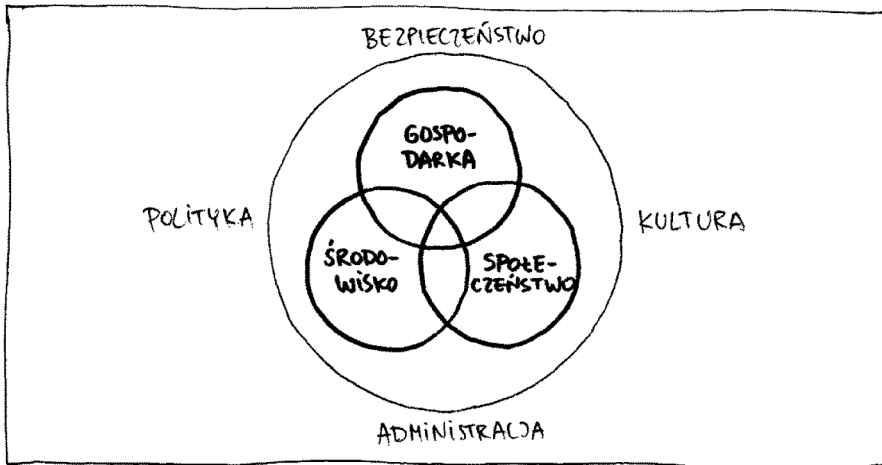 BEZPIECZEŃSTWO
GOSPO-
DARKA
POLITYKA
KULTURA
ŚRODO-
WISKO
SPOŁE-
CZEŃSTWO
ADMINISTRACJA